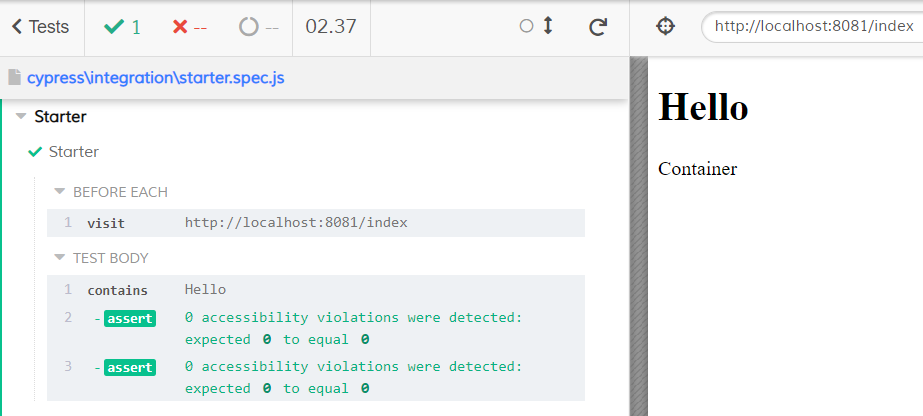 Tests 1 -- -- 02.37 http://localhost:8081/index
cypress\integration\starter.spec.js
Starter
Starter
BEFORE EACH
1 visit http://localhost:8081/index
TEST BODY
1 contains Hello
2 - assert 0 accessibility violations were detected:
expected 0 to equal 0
3 - assert 0 accessibility violations were detected:
expected 0 to equal 0
Hello
Container